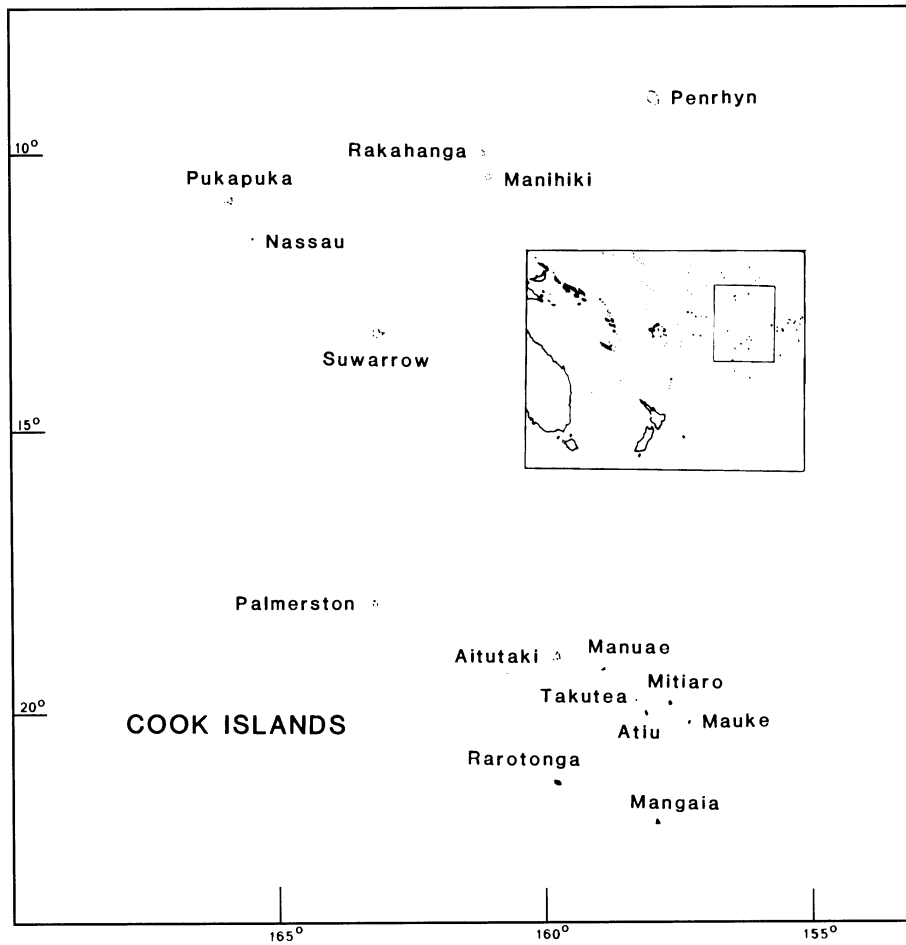 Penrhyn
10°
Rakahanga
Manihiki
Pukapuka
Nassau
Suwarrow
15°
Palmerston
Manuae
Aitutaki
Mitiaro
Takutea
20°
COOK ISLANDS
Mauke
Atiu
Rarotonga
Mangaia
165°
160°
155°